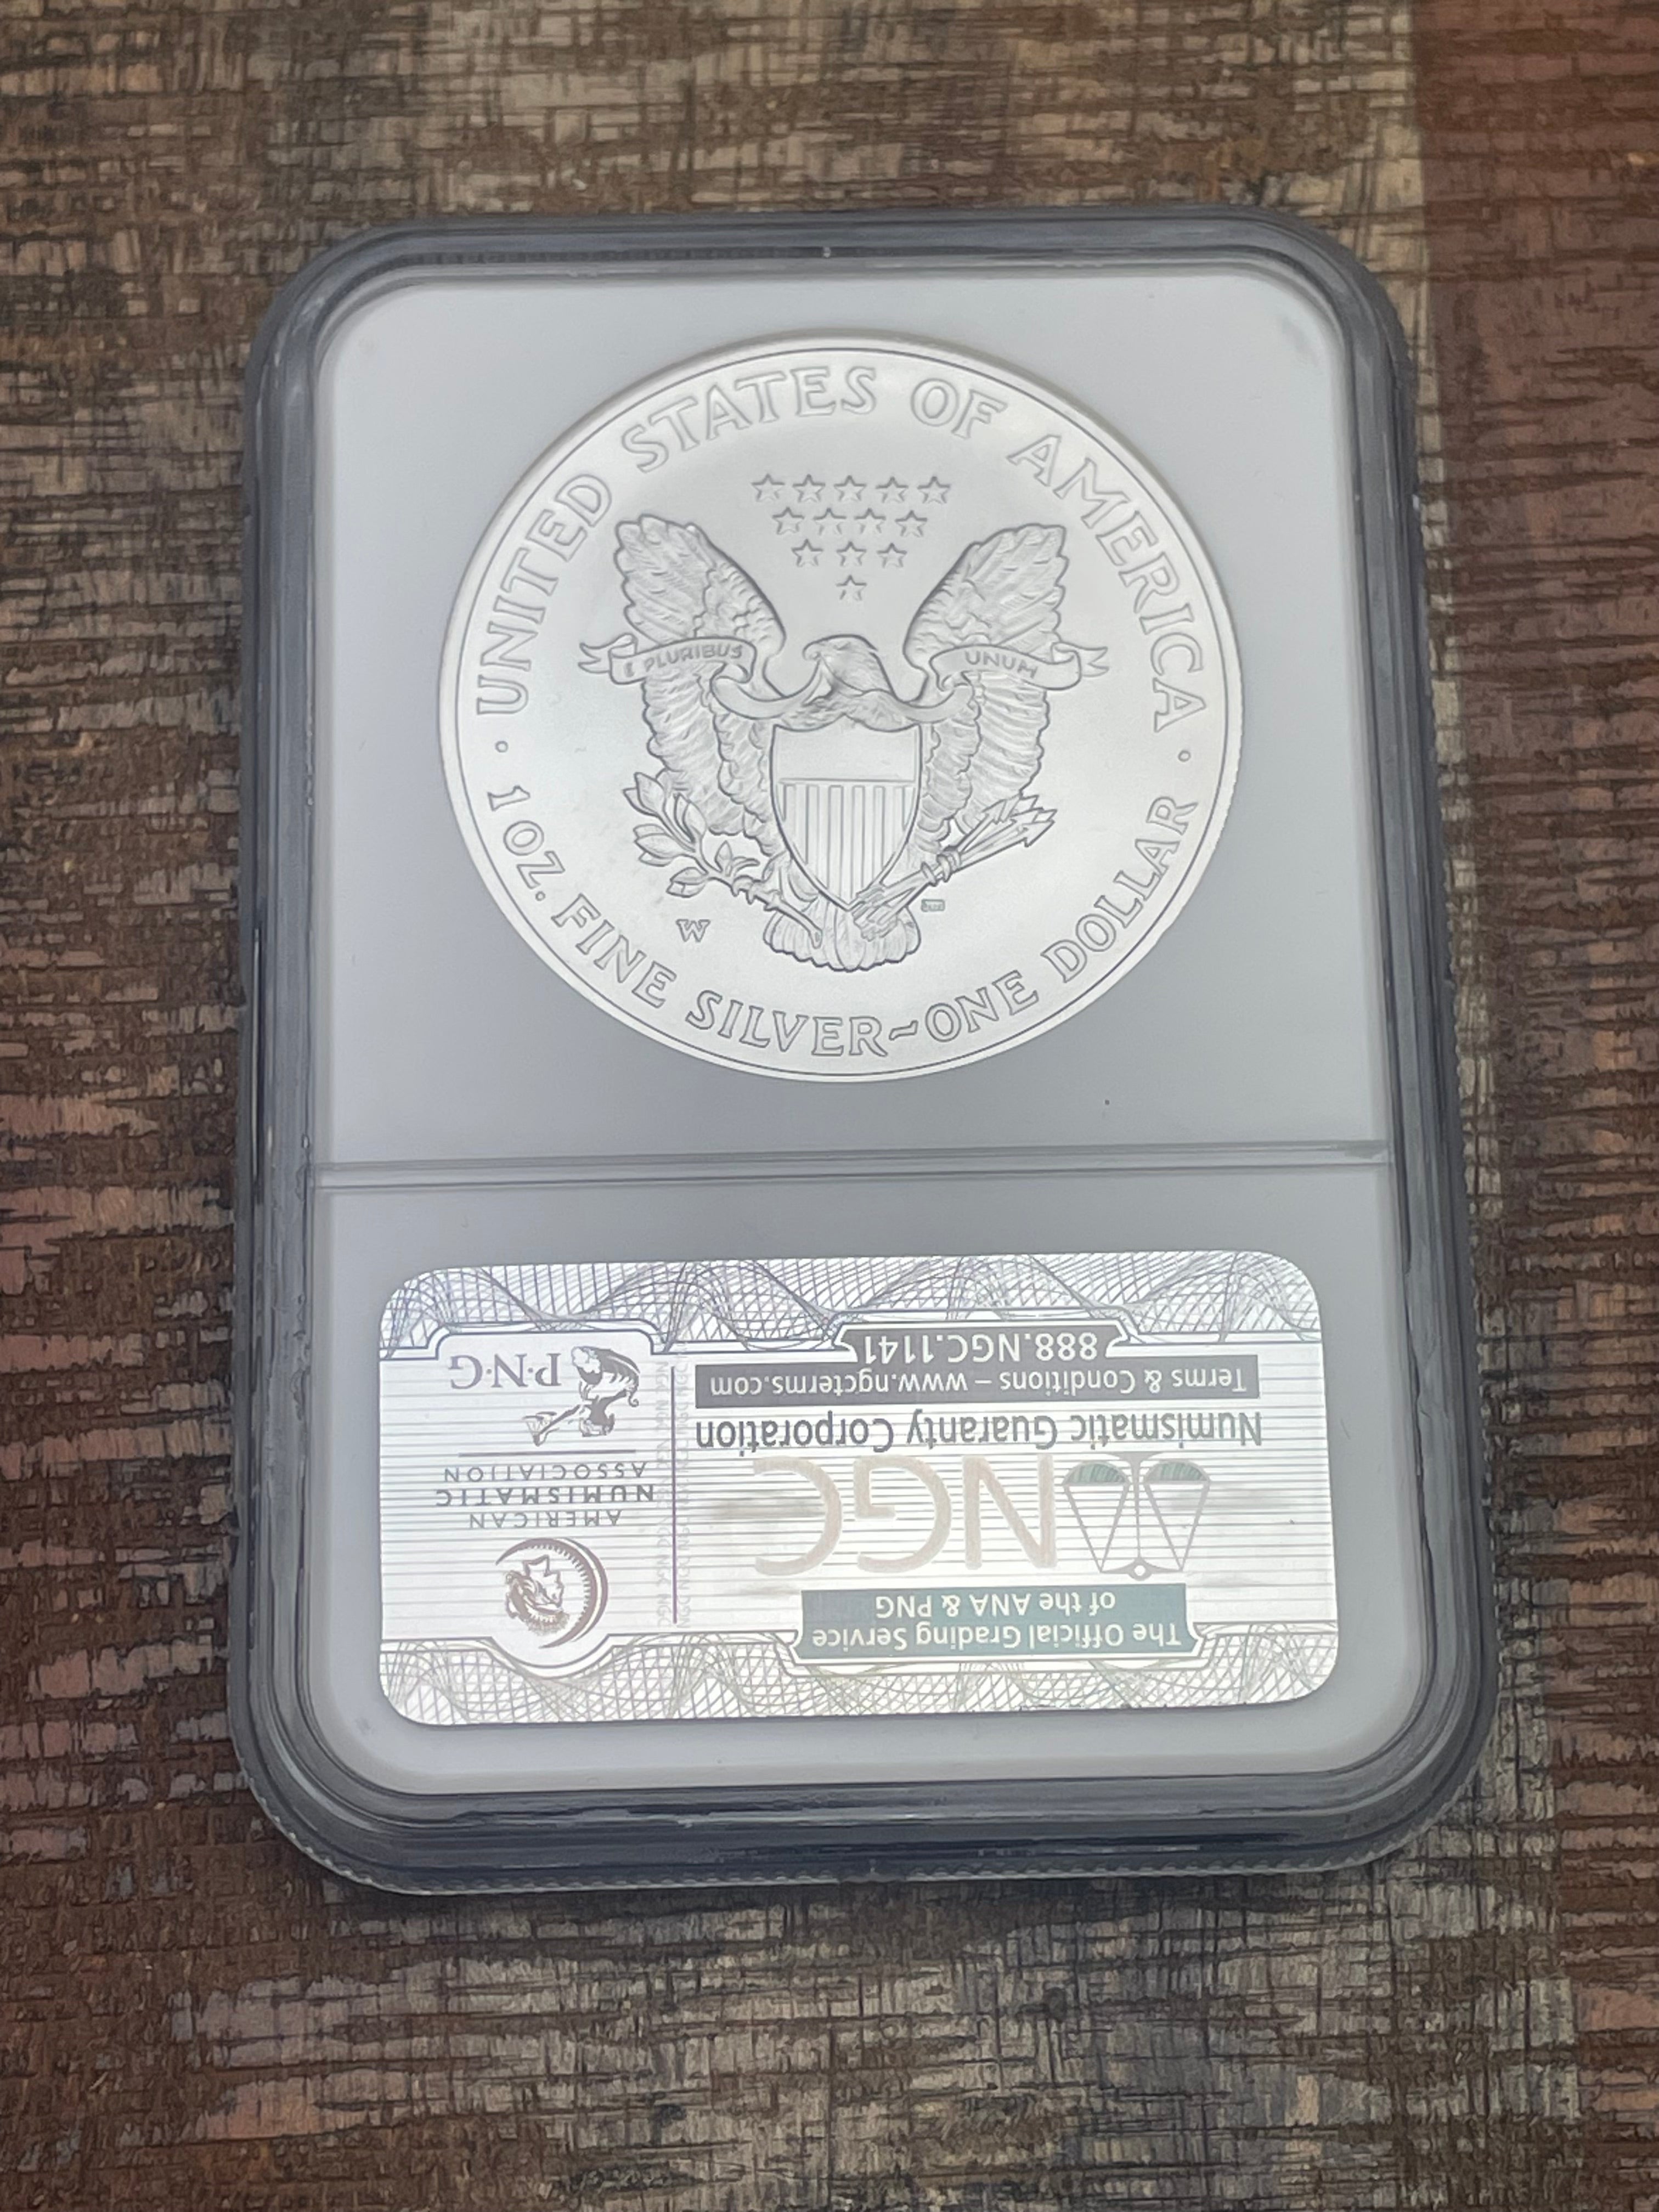 UNITED STATES OF AMERICA
E PLURIBUS UNUM
W
1 OZ. FINE SILVER~ONE DOLLAR
The Official Grading Service
of the ANA & PNG
NGC
Numismatic Guaranty Corporation
Terms & Conditions – www.ngcterms.com
888.NGC.1141
AMERICAN
NUMISMATIC
ASSOCIATION
P·N·G